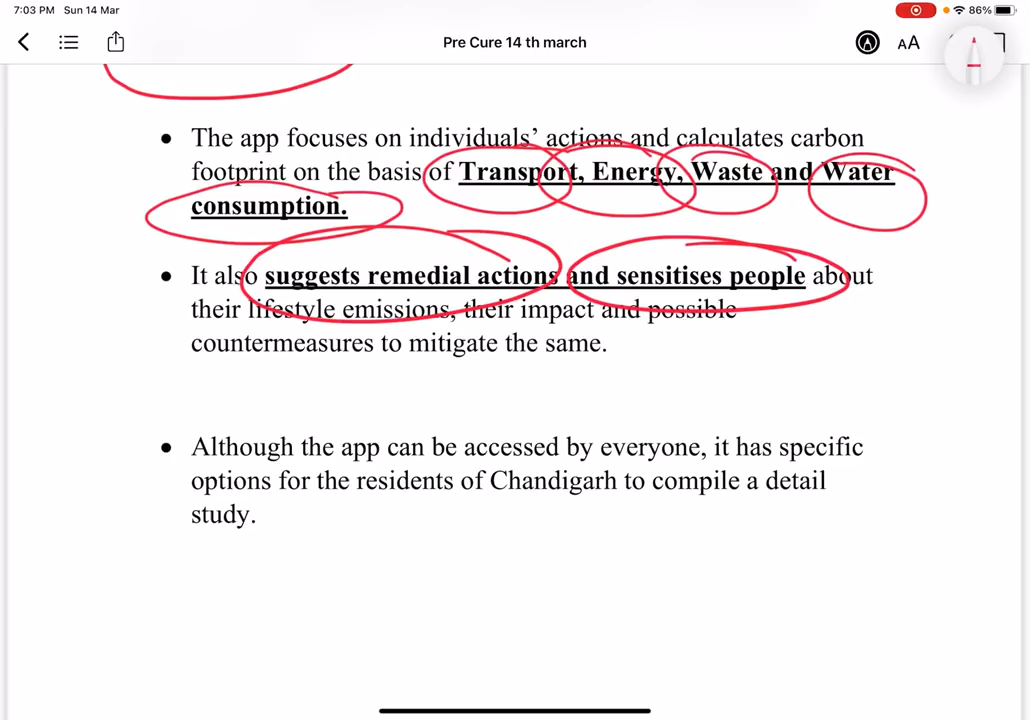 7:03 PM Sun 14 Mar
86%
Pre Cure 14 th march
AA
• The app focuses on individuals’ actions and calculates carbon
footprint on the basis of Transport, Energy, Waste and Water
consumption.
• It also suggests remedial actions and sensitises people about
their lifestyle emissions, their impact and possible
countermeasures to mitigate the same.
• Although the app can be accessed by everyone, it has specific
options for the residents of Chandigarh to compile a detail
study.